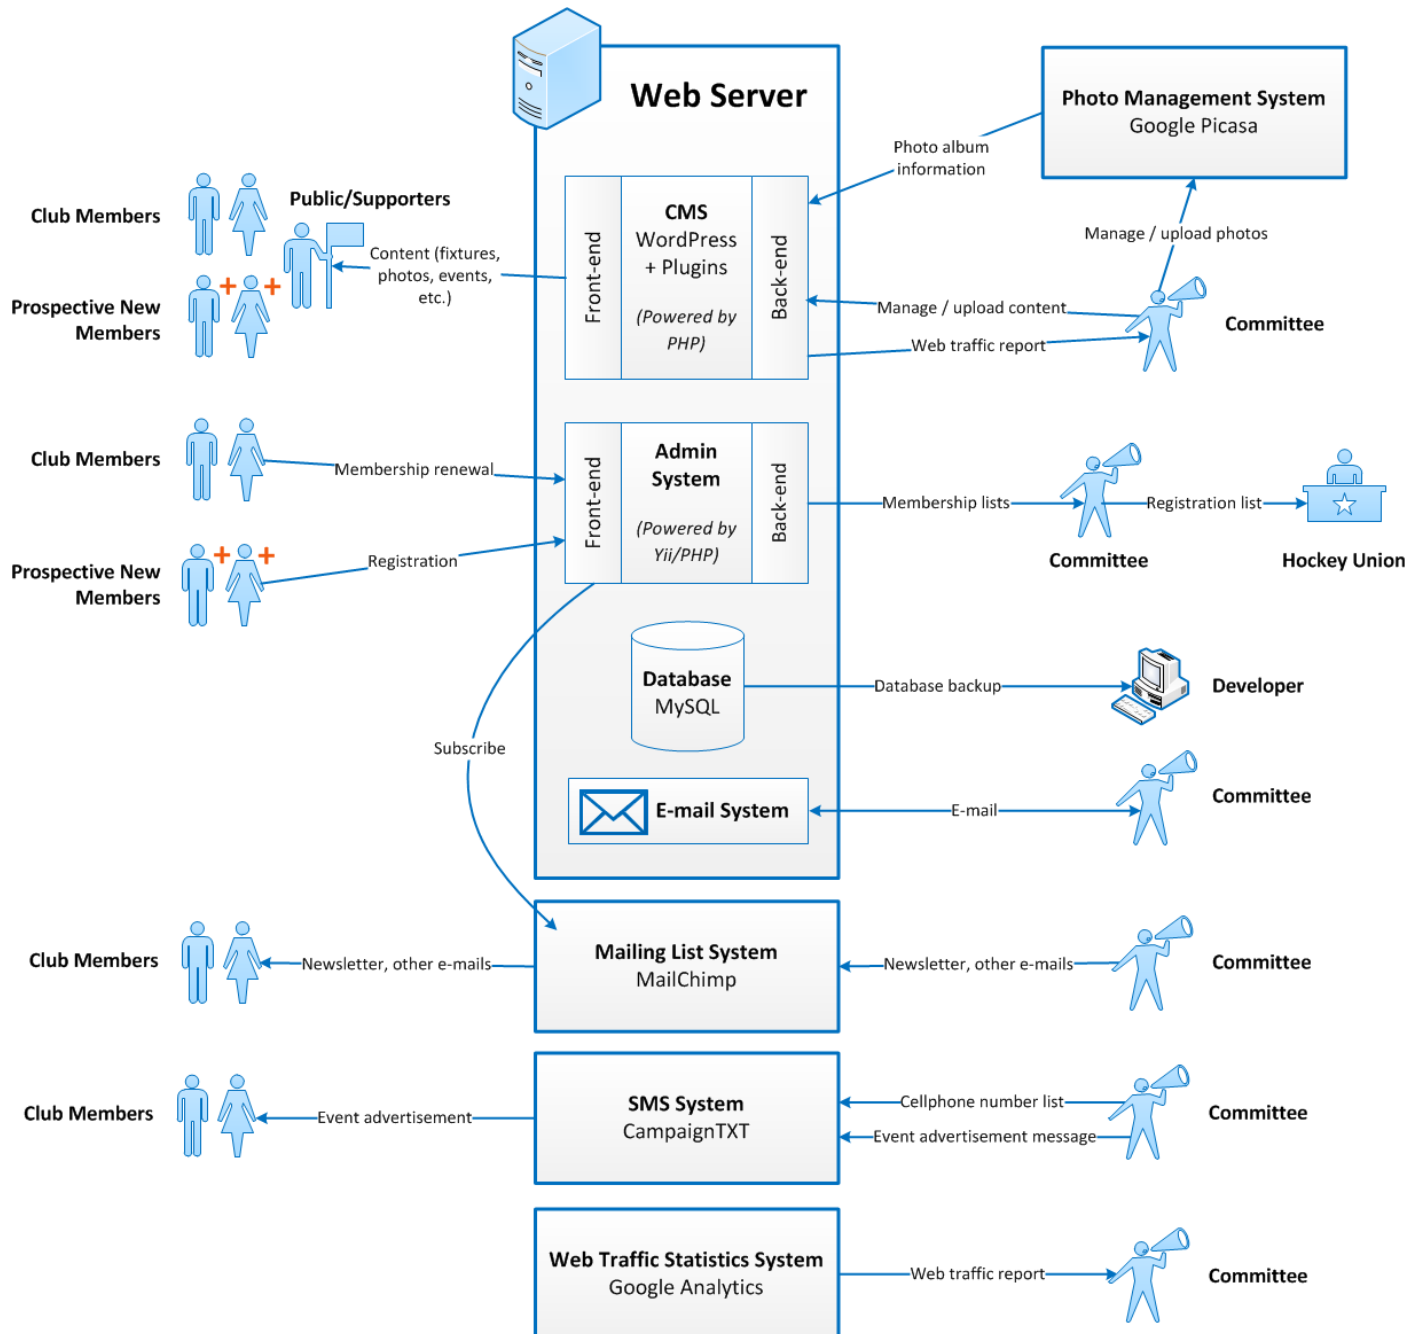 Web Server
Photo Management System
Google Picasa
Photo album
information
Manage / upload photos
Club Members
Public/Supporters
Prospective New
Members
Content (fixtures,
photos, events,
etc.)
Front-end
CMS
WordPress
+ Plugins
(Powered by
PHP)
Back-end
Manage / upload content
Web traffic report
Committee
Club Members
Membership renewal
Prospective New
Members
Registration
Front-end
Admin
System
(Powered by
Yii/PHP)
Back-end
Membership lists
Committee
Registration list
Hockey Union
Subscribe
Database
MySQL
Database backup
Developer
E-mail System
E-mail
Committee
Club Members
Newsletter, other e-mails
Mailing List System
MailChimp
Newsletter, other e-mails
Committee
Club Members
Event advertisement
SMS System
CampaignTXT
Cellphone number list
Event advertisement message
Committee
Web Traffic Statistics System
Google Analytics
Web traffic report
Committee